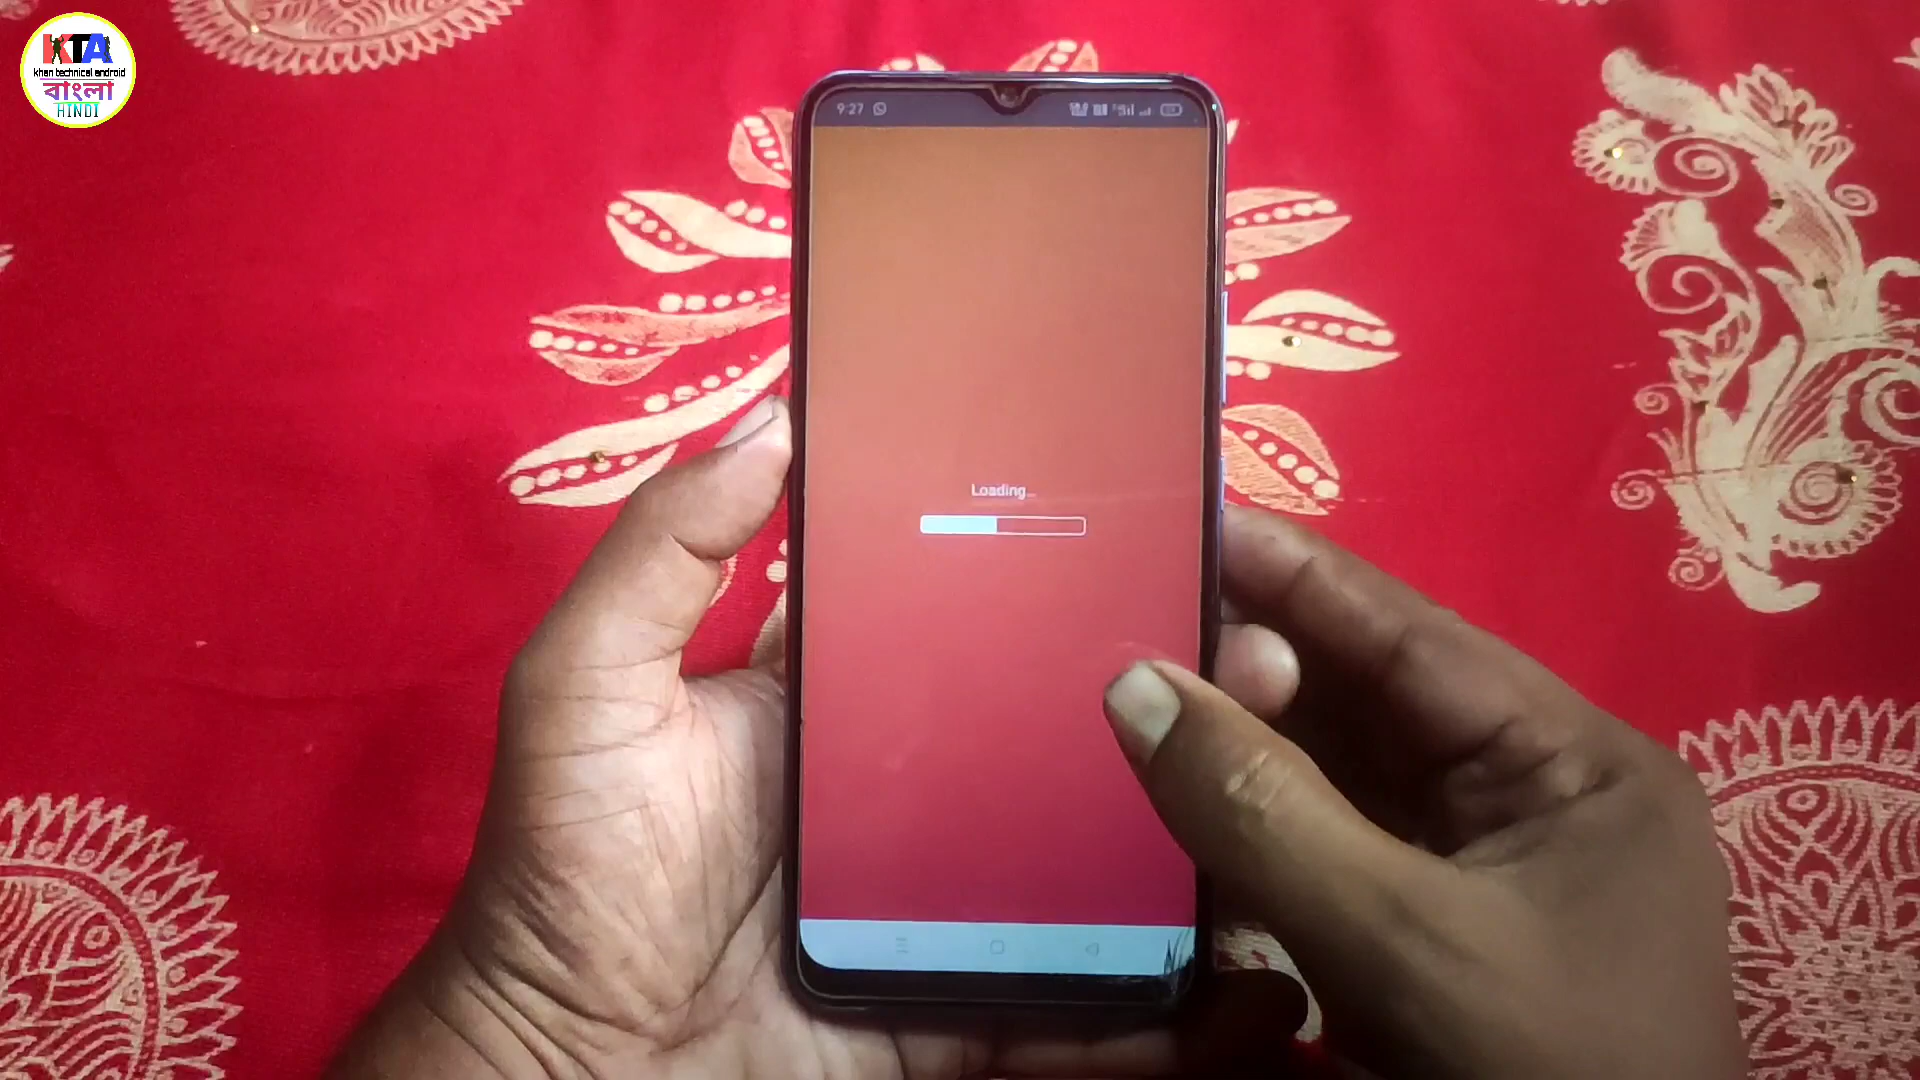 KTA
khan technical android
বাংলা
HINDI
9:27
Loading...